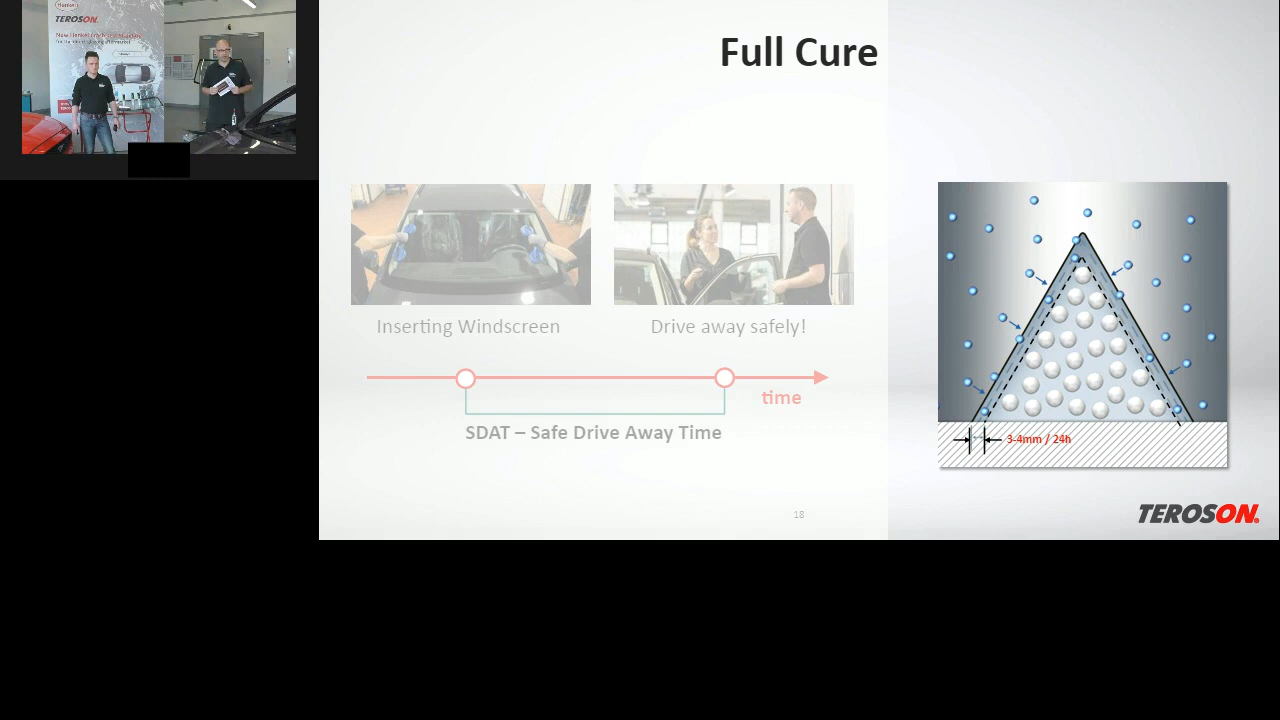 Henkel
TEROSON.
Full Cure
Inserting Windscreen
Drive away safely!
time
SDAT – Safe Drive Away Time
3-4mm / 24h
18
TEROSON.